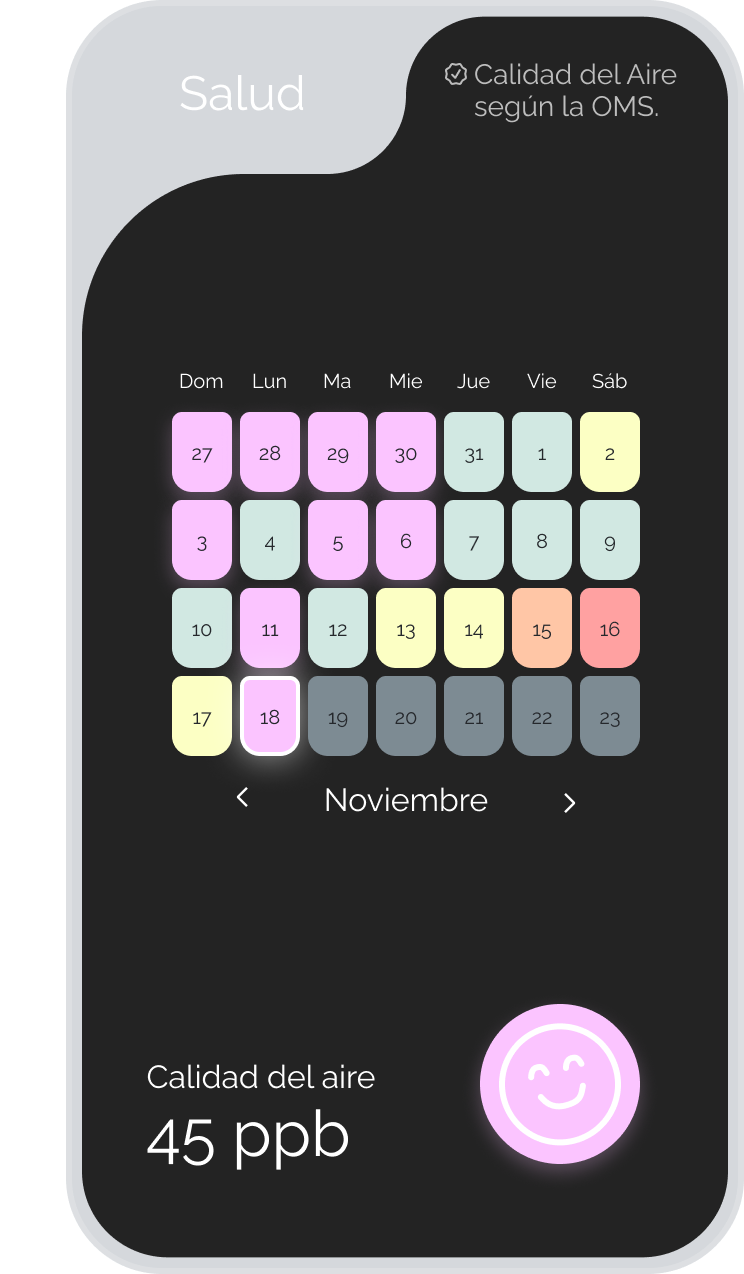 Salud
Calidad del Aire
según la OMS.
Dom Lun Ma Mie Jue Vie Sáb
27 28 29 30 31 1 2
3 4 5 6 7 8 9
10 11 12 13 14 15 16
17 18 19 20 21 22 23
Noviembre
Calidad del aire
45 ppb